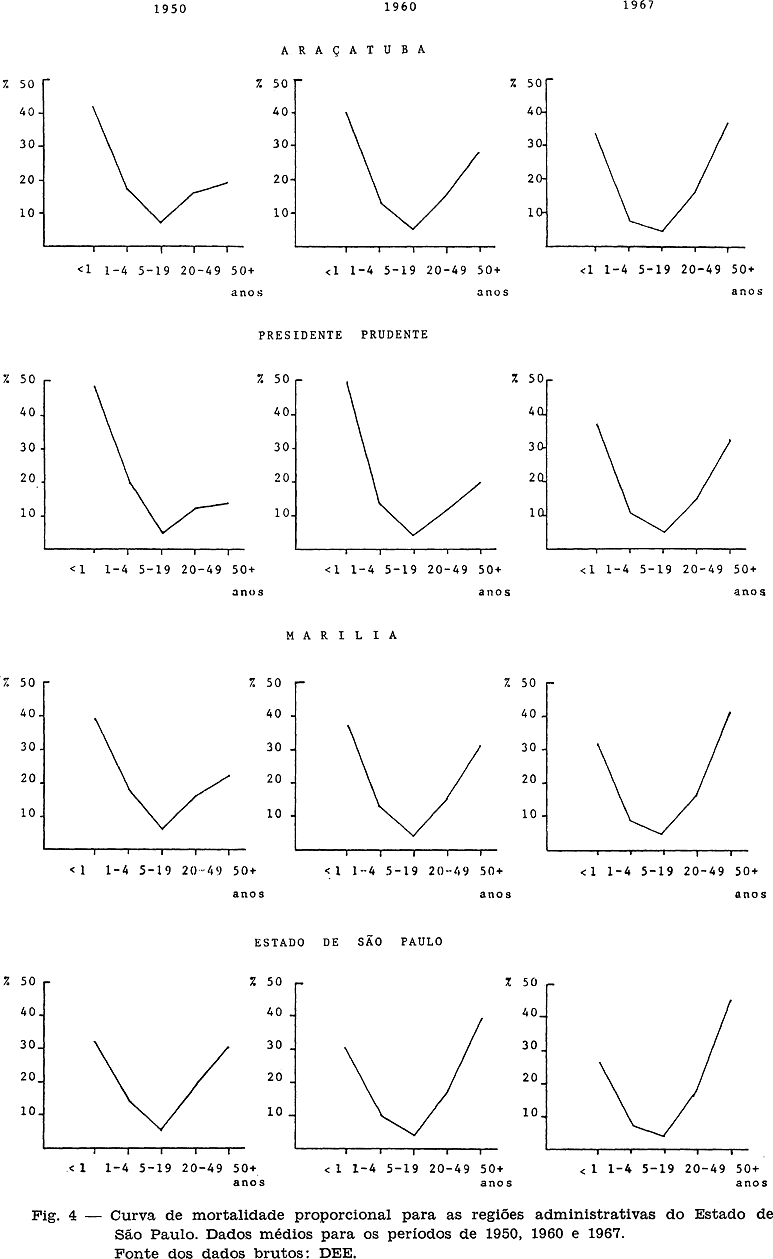 1950 1960 1967
ARAÇATUBA
% 50 % 50 % 50
40 40 40
30 30 30
20 20 20
10 10 10
<1 1-4 5-19 20-49 50+ <1 1-4 5-19 20-49 50+ <1 1-4 5-19 20-49 50+
anos anos anos
PRESIDENTE PRUDENTE
% 50 % 50 % 50
40 40 40
30 30 30
20 20 20
10 10 10
<1 1-4 5-19 20-49 50+ <1 1-4 5-19 20-49 50+ <1 1-4 5-19 20-49 50+
anos anos anos
MARILIA
% 50 % 50 % 50
40 40 40
30 30 30
20 20 20
10 10 10
<1 1-4 5-19 20-49 50+ <1 1-4 5-19 20-49 50+ <1 1-4 5-19 20-49 50+
anos anos anos
ESTADO DE SÃO PAULO
% 50 % 50 % 50
40 40 40
30 30 30
20 20 20
10 10 10
<1 1-4 5-19 20-49 50+ <1 1-4 5-19 20-49 50+ <1 1-4 5-19 20-49 50+
anos anos anos
Fig. 4 — Curva de mortalidade proporcional para as regiões administrativas do Estado de
São Paulo. Dados médios para os períodos de 1950, 1960 e 1967.
Fonte dos dados brutos: DEE.